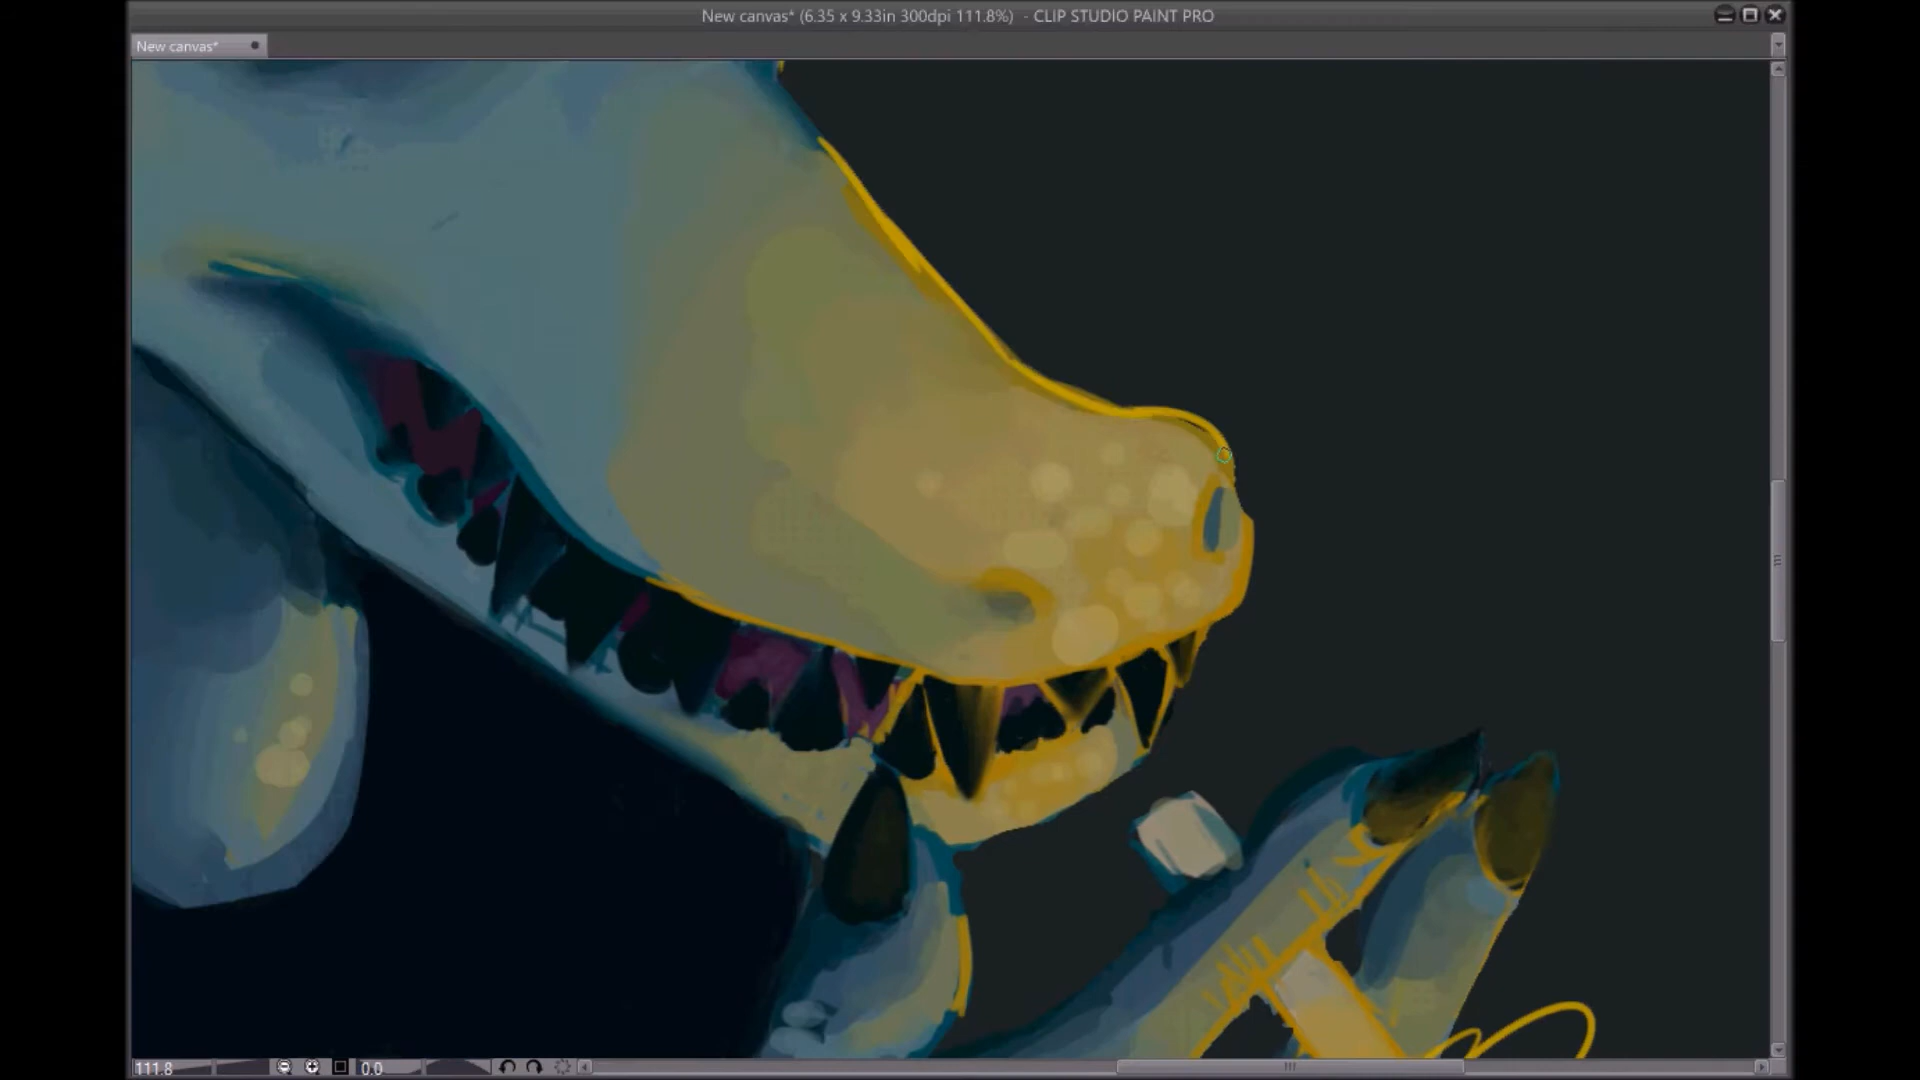 New canvas* (6.35 x 9.33in 300dpi 111.8%) - CLIP STUDIO PAINT PRO
New canvas*
111.8
0.0